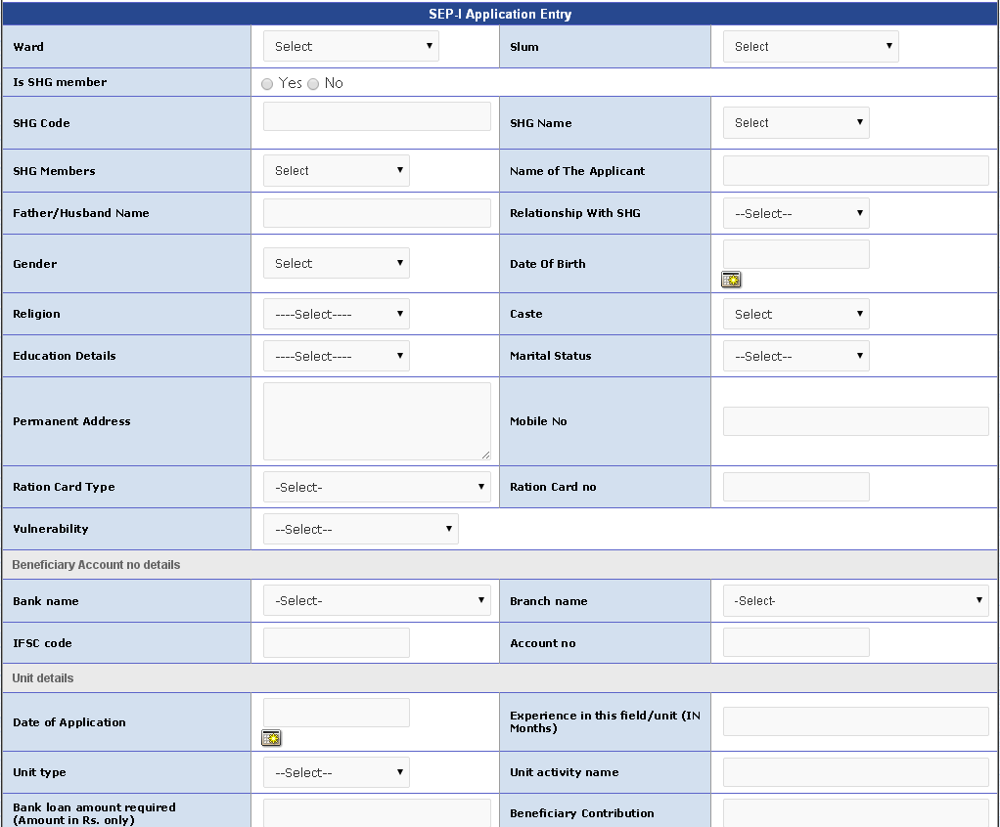 SEP-I Application Entry
Ward Select Slum Select
Is SHG member Yes No
SHG Code SHG Name Select
SHG Members Select Name of The Applicant
Father/Husband Name Relationship With SHG --Select--
Gender Select Date Of Birth
Religion ----Select---- Caste Select
Education Details ----Select---- Marital Status --Select--
Permanent Address Mobile No
Ration Card Type -Select- Ration Card no
Vulnerability --Select--
Beneficiary Account no details
Bank name -Select- Branch name -Select-
IFSC code Account no
Unit details
Date of Application Experience in this field/unit (IN
Months)
Unit type --Select-- Unit activity name
Bank loan amount required
(Amount in Rs. only) Beneficiary Contribution